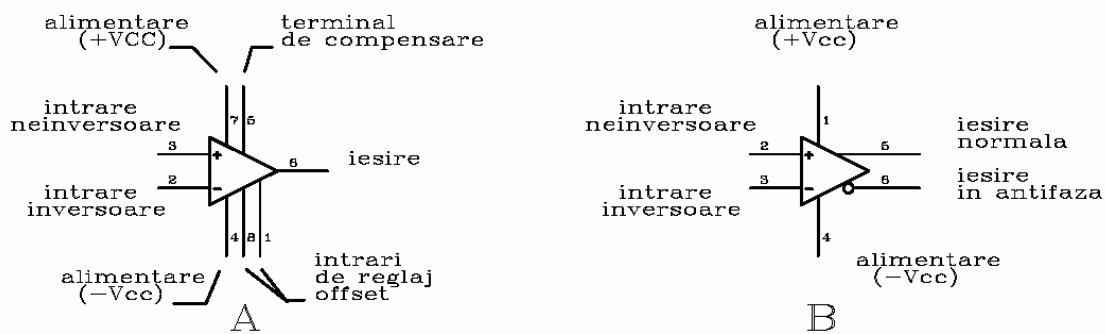 alimentare
(+VCC)
terminal
de compensare
intrare
neinversoare
7
5
3
+
6
iesire
2
-
intrare
inversoare
4
8
1
alimentare
(-Vcc)
intrari
de reglaj
offset
A
alimentare
(+Vcc)
1
intrare
neinversoare
2
+
5
iesire
normala
3
-
6
iesire
in antifaza
intrare
inversoare
4
alimentare
(-Vcc)
B